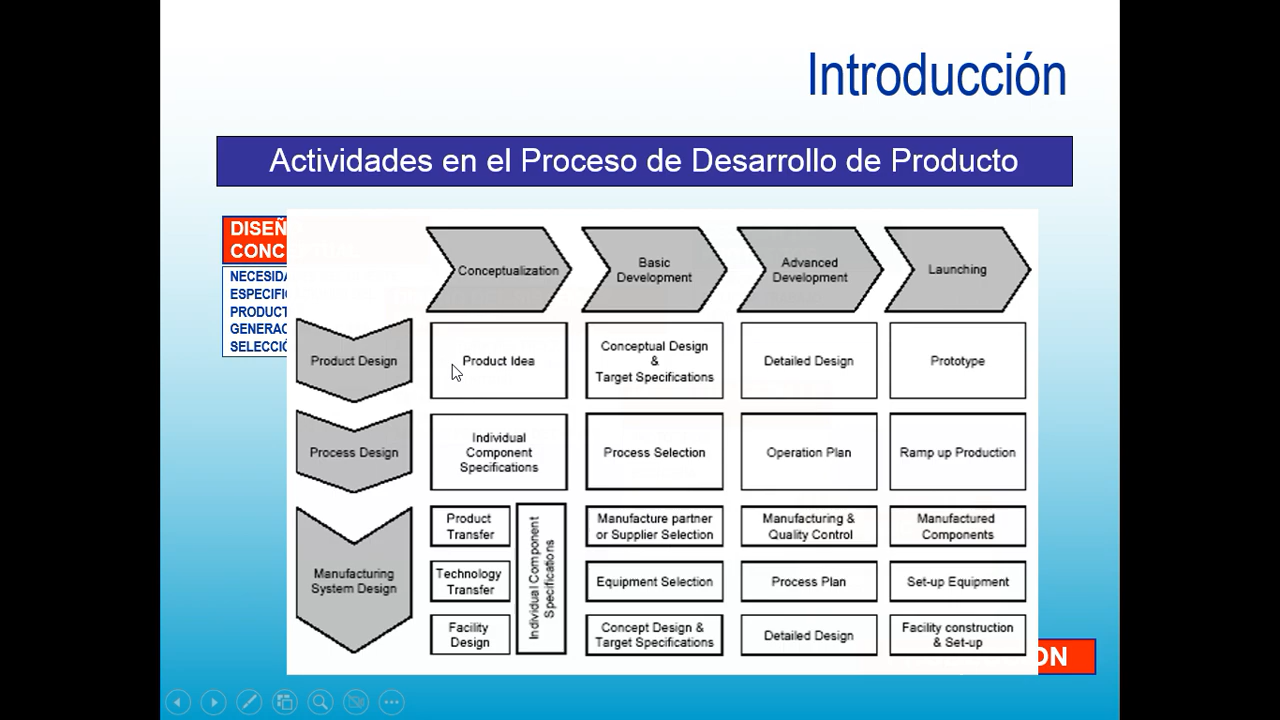 Introducción
Actividades en el Proceso de Desarrollo de Producto
DISEÑ
CONCEPTUAL
NECESIDA
ESPECIFI
PRODUCT
GENERAC
SELECCIÓ
Conceptualization
Basic
Development
Advanced
Development
Launching
Product Design
Product Idea
Conceptual Design
&
Target Specifications
Detailed Design
Prototype
Process Design
Individual
Component
Specifications
Process Selection
Operation Plan
Ramp up Production
Manufacturing
System Design
Product
Transfer
Individual Component
Specifications
Manufacture partner
or Supplier Selection
Manufacturing &
Quality Control
Manufactured
Components
Technology
Transfer
Equipment Selection
Process Plan
Set-up Equipment
Facility
Design
Concept Design &
Target Specifications
Detailed Design
Facility construction
& Set-up
ON